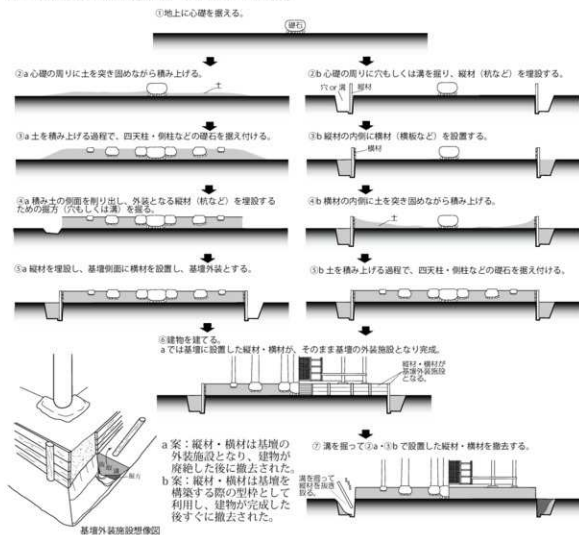 ①地上に心礎を据える。
礎石
②a 心礎の周りに土を突き固めながら積み上げる。
土
②b 心礎の周りに穴もしくは溝を掘り、縦材（杭など）を埋設する。
穴 or 溝
縦材
③a 土を積み上げる過程で、四天柱・側柱などの礎石を据え付ける。
③b 縦材の内側に横材（横板など）を設置する。
横材
④a 積み土の側面を削り出し、外装となる縦材（杭など）を埋設する
ための掘方（穴もしくは溝）を掘る。
④b 横材の内側に土を突き固めながら積み上げる。
土
⑤a 縦材を埋設し、基壇側面に横材を設置し、基壇外装とする。
⑤b 土を積み上げる過程で、四天柱・側柱などの礎石を据え付ける。
⑥建物を建てる。
a では基壇に設置した縦材・横材が、そのまま基壇の外装施設となり完成。
縦材・横材が
基壇外装施設
となる。
a 案：縦材・横材は基壇の
外装施設となり、建物が
廃絶した後に撤去された。
b 案：縦材・横材は基壇を
構築する際の型枠として
利用し、建物が完成した
後すぐに撤去された。
⑦ 溝を掘って②a・③b で設置した縦材・横材を撤去する。
溝を掘って
縦材を抜き
取る。
掘方
基壇外装施設想像図